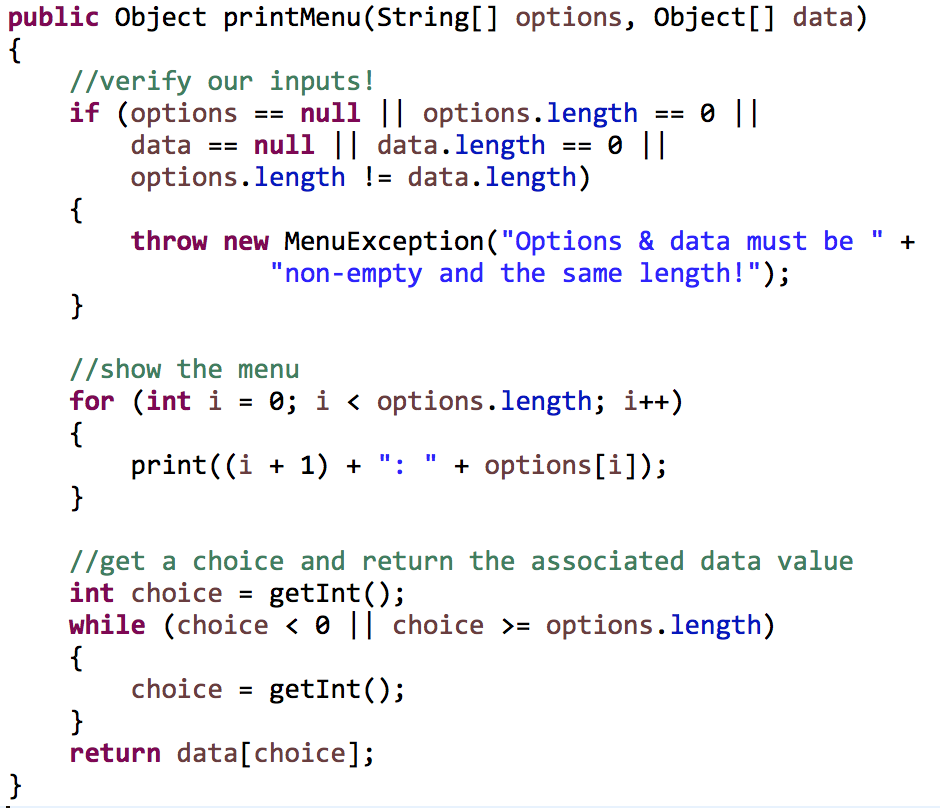 public Object printMenu(String[] options, Object[] data)
{
    //verify our inputs!
    if (options == null || options.length == 0 ||
        data == null || data.length == 0 ||
        options.length != data.length)
    {
        throw new MenuException("Options & data must be " +
                 "non-empty and the same length!");
    }

    //show the menu
    for (int i = 0; i < options.length; i++)
    {
        print((i + 1) + ": " + options[i]);
    }

    //get a choice and return the associated data value
    int choice = getInt();
    while (choice < 0 || choice >= options.length)
    {
        choice = getInt();
    }
    return data[choice];
}